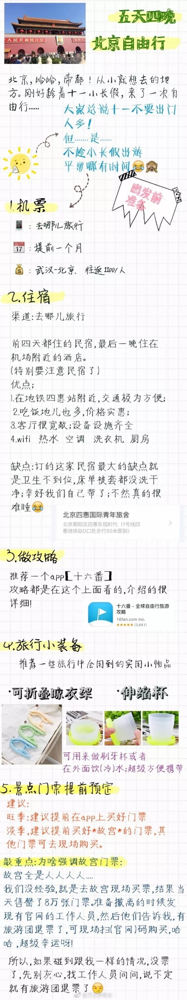 五天四晚
北京自由行
北京,哈哈,帝都!从小就想去的地
方。刚好趁着十一小长假,来了一次自
由行......
大家总说十一不要出门
人多!
但.......是......
不趁小长假出游
平常哪有时间😂🙈
出发前
准备
1.机票
📱:去哪儿旅行
📅17:提前一个月
💰:武汉-北京、往返1100/人
2.住宿
渠道:去哪儿旅行
前四天都住的民宿,最后一晚住在
机场附近的酒店。
(特别要注意民宿了)
优点;
1.在地铁四惠站附近,交通极为方便;
2.吃饭地儿也多,价格实惠;
3.客厅很宽敞;设备设施齐全
4.wifi 热水 空调 洗衣机 厨房
缺点:订的这家民宿最大的缺点就
是卫生不到位,床单被套都没洗干
净;幸好我们自己带了;不然真的很
难睡😂
北京四惠国际青年旅舍
北京朝阳区四惠东恒时代(1号线四
惠地铁站D口处步行50米即到)
3.做攻略
推荐一个app【十六番】
攻略都是在这个上面看的,介绍的很
详细!
十六番 - 全球自由行旅游
攻略
16fan.com Inc.
★★★★★ (3,681)
4.旅行小装备
推荐一些旅行中会用到的实用小物品
·可折叠晾衣架
·伸缩杯
可用来做刷牙杯或者
在外面饮(冷)水;超级方便携带
5.景点门票提前预定
建议:
旺季:建议提前在app上买好门票
淡季,建议提前买好*故宫*的门票,其
他门票可去现场购买。
敲重点:为啥强调故宫门票:
故宫全是人人人人....
我们没经验,就是去故宫现场买票,结果当
天售罄了8万张门票。准备撤离的时候发
现有官网的工作人员,然后他们告诉我,有
旅游团退票了,可现场扫(官网)码购买,哈
哈,超级幸运呀!
所以,如果碰到跟我一样的情况,没票
了,先别灰心,找工作人员问问,说不定
就有旅游团退票了😏